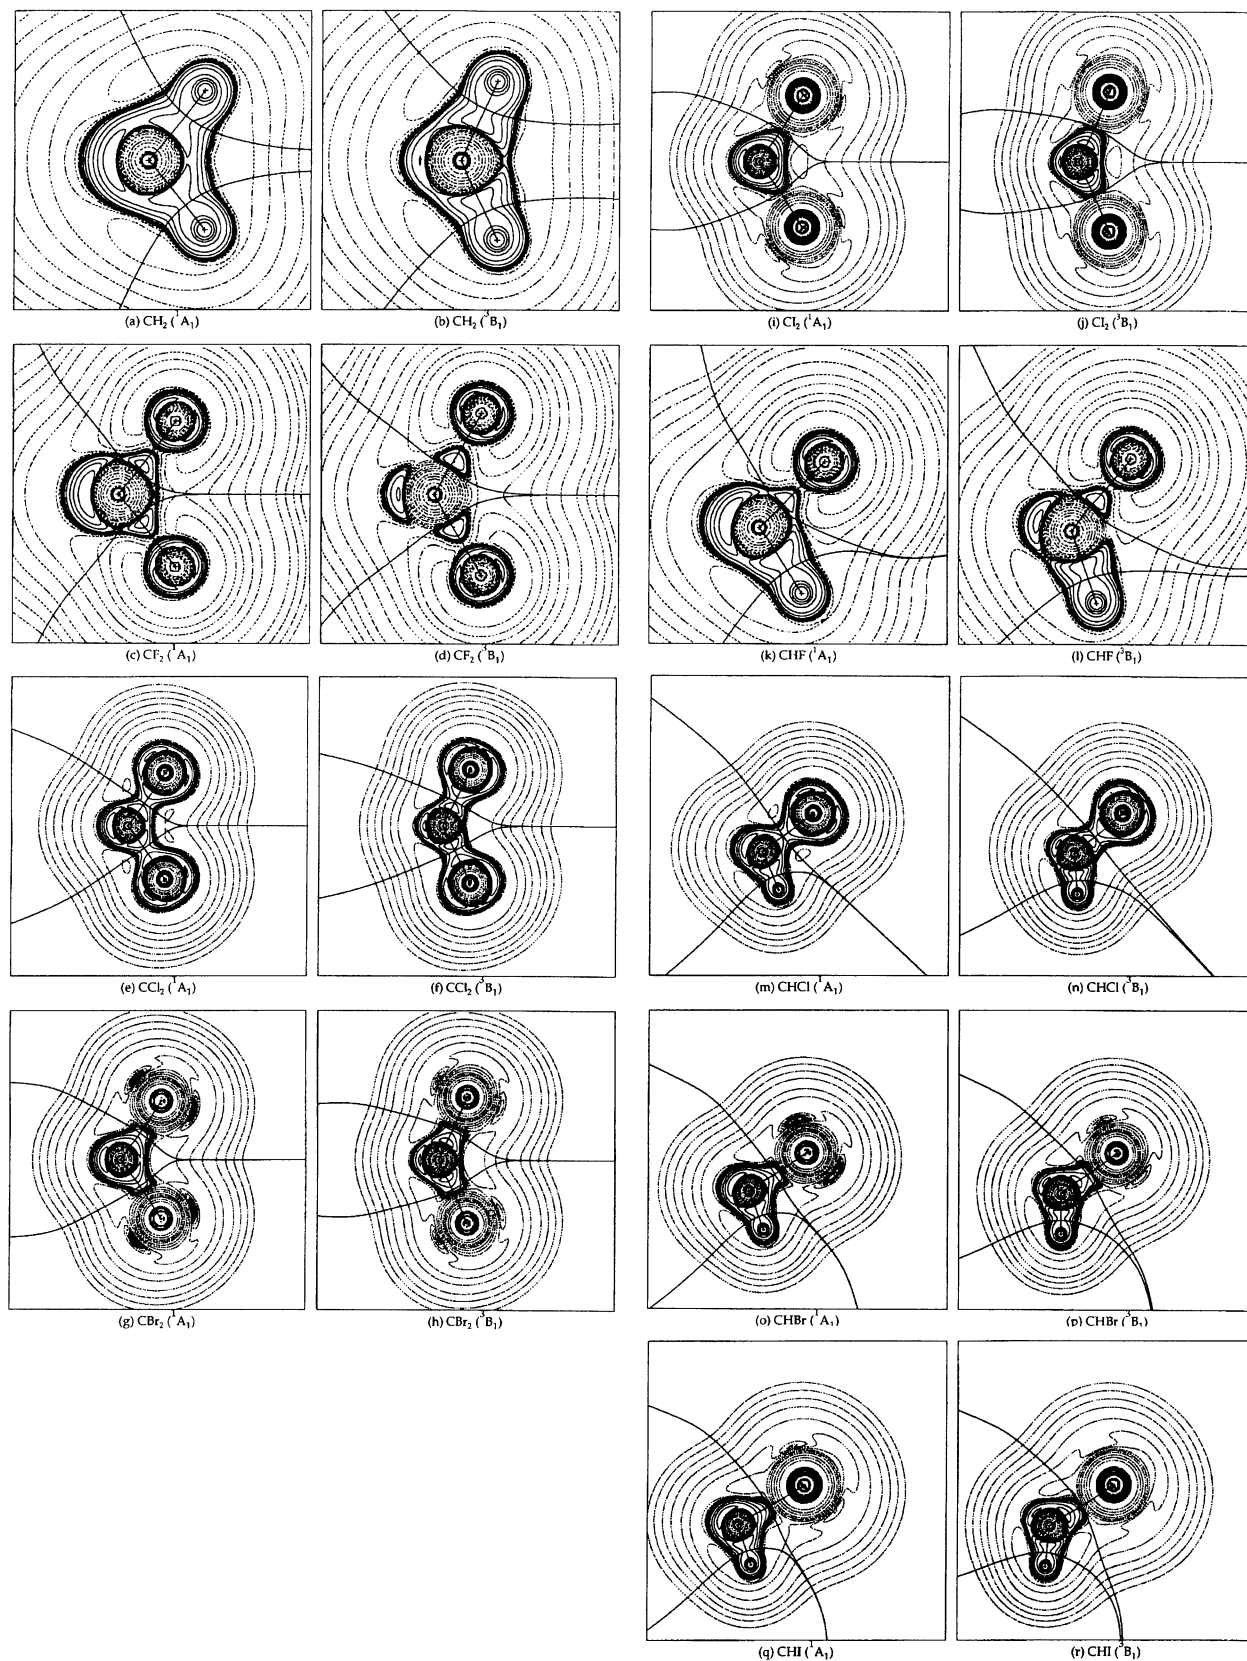 (a) CH₂ (¹A₁)
(b) CH₂ (³B₁)
(i) CI₂ (¹A₁)
(j) CI₂ (³B₁)
(c) CF₂ (¹A₁)
(d) CF₂ (³B₁)
(k) CHF (¹A₁)
(l) CHF (³B₁)
(e) CCl₂ (¹A₁)
(f) CCl₂ (³B₁)
(m) CHCl (¹A₁)
(n) CHCl (³B₁)
(g) CBr₂ (¹A₁)
(h) CBr₂ (³B₁)
(o) CHBr (¹A₁)
(p) CHBr (³B₁)
(q) CHI (¹A₁)
(r) CHI (³B₁)